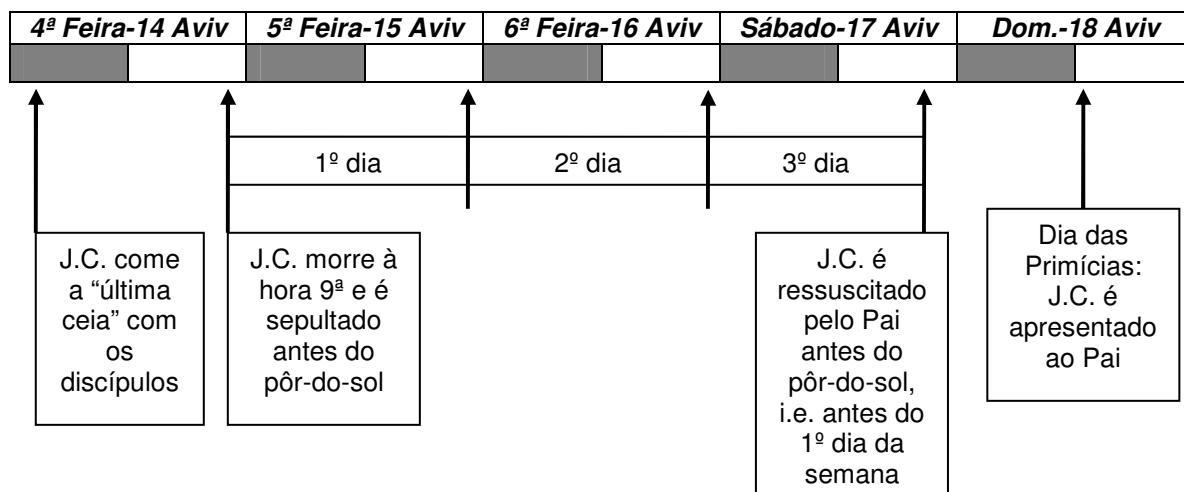 4ª Feira-14 Aviv 5ª Feira-15 Aviv 6ª Feira-16 Aviv Sábado-17 Aviv Dom.-18 Aviv
1º dia 2º dia 3º dia
J.C. come
a “última
ceia” com
os
discípulos
J.C. morre à
hora 9ª e é
sepultado
antes do
pôr-do-sol
J.C. é
ressuscitado
pelo Pai
antes do
pôr-do-sol,
i.e. antes do
1º dia da
semana
Dia das
Primícias:
J.C. é
apresentado
ao Pai